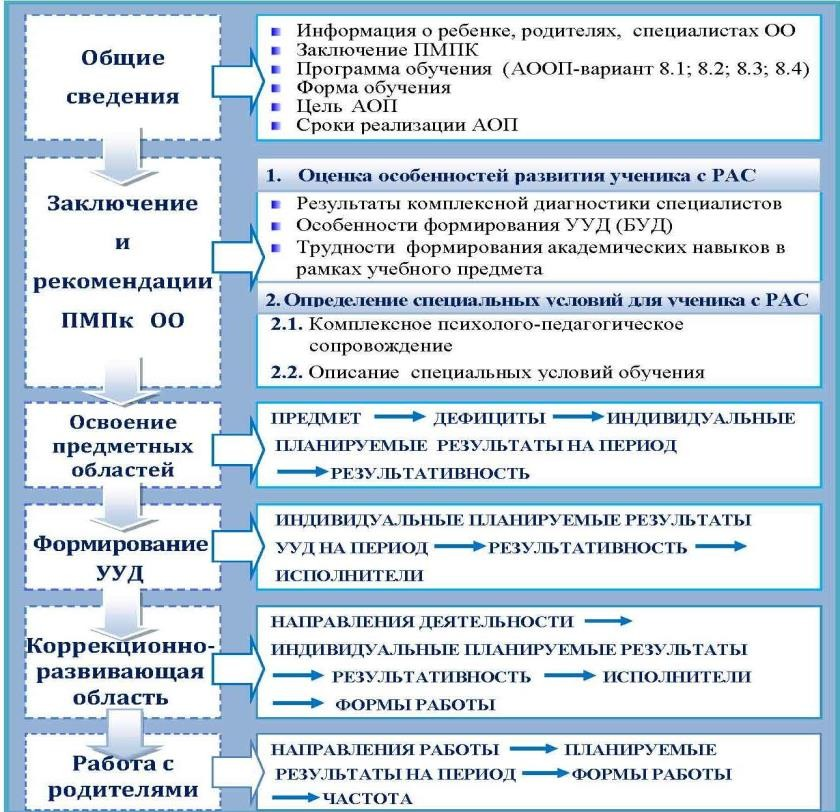 Общие
сведения
Информация о ребенке, родителях, специалистах ОО
Заключение ПМПК
Программа обучения (АООП-вариант 8.1; 8.2; 8.3; 8.4)
Форма обучения
Цель АОП
Сроки реализации АОП
Заключение
и
рекомендации
ПМПк ОО
1. Оценка особенностей развития ученика с РАС
Результаты комплексной диагностики специалистов
Особенности формирования УУД (БУД)
Трудности формирования академических навыков в
рамках учебного предмета
2. Определение специальных условий для ученика с РАС
2.1. Комплексное психолого-педагогическое
сопровождение
2.2. Описание специальных условий обучения
Освоение
предметных
областей
ПРЕДМЕТ → ДЕФИЦИТЫ → ИНДИВИДУАЛЬНЫЕ
ПЛАНИРУЕМЫЕ РЕЗУЛЬТАТЫ НА ПЕРИОД
→ РЕЗУЛЬТАТИВНОСТЬ
Формирование
УУД
ИНДИВИДУАЛЬНЫЕ ПЛАНИРУЕМЫЕ РЕЗУЛЬТАТЫ
УУД НА ПЕРИОД → РЕЗУЛЬТАТИВНОСТЬ →
ИСПОЛНИТЕЛИ
Коррекционно-
развивающая
область
НАПРАВЛЕНИЯ ДЕЯТЕЛЬНОСТИ →
ИНДИВИДУАЛЬНЫЕ ПЛАНИРУЕМЫЕ РЕЗУЛЬТАТЫ
→ РЕЗУЛЬТАТИВНОСТЬ → ИСПОЛНИТЕЛИ
→ ФОРМЫ РАБОТЫ
Работа с
родителями
НАПРАВЛЕНИЯ РАБОТЫ → ПЛАНИРУЕМЫЕ
РЕЗУЛЬТАТЫ НА ПЕРИОД → ФОРМЫ РАБОТЫ
→ ЧАСТОТА